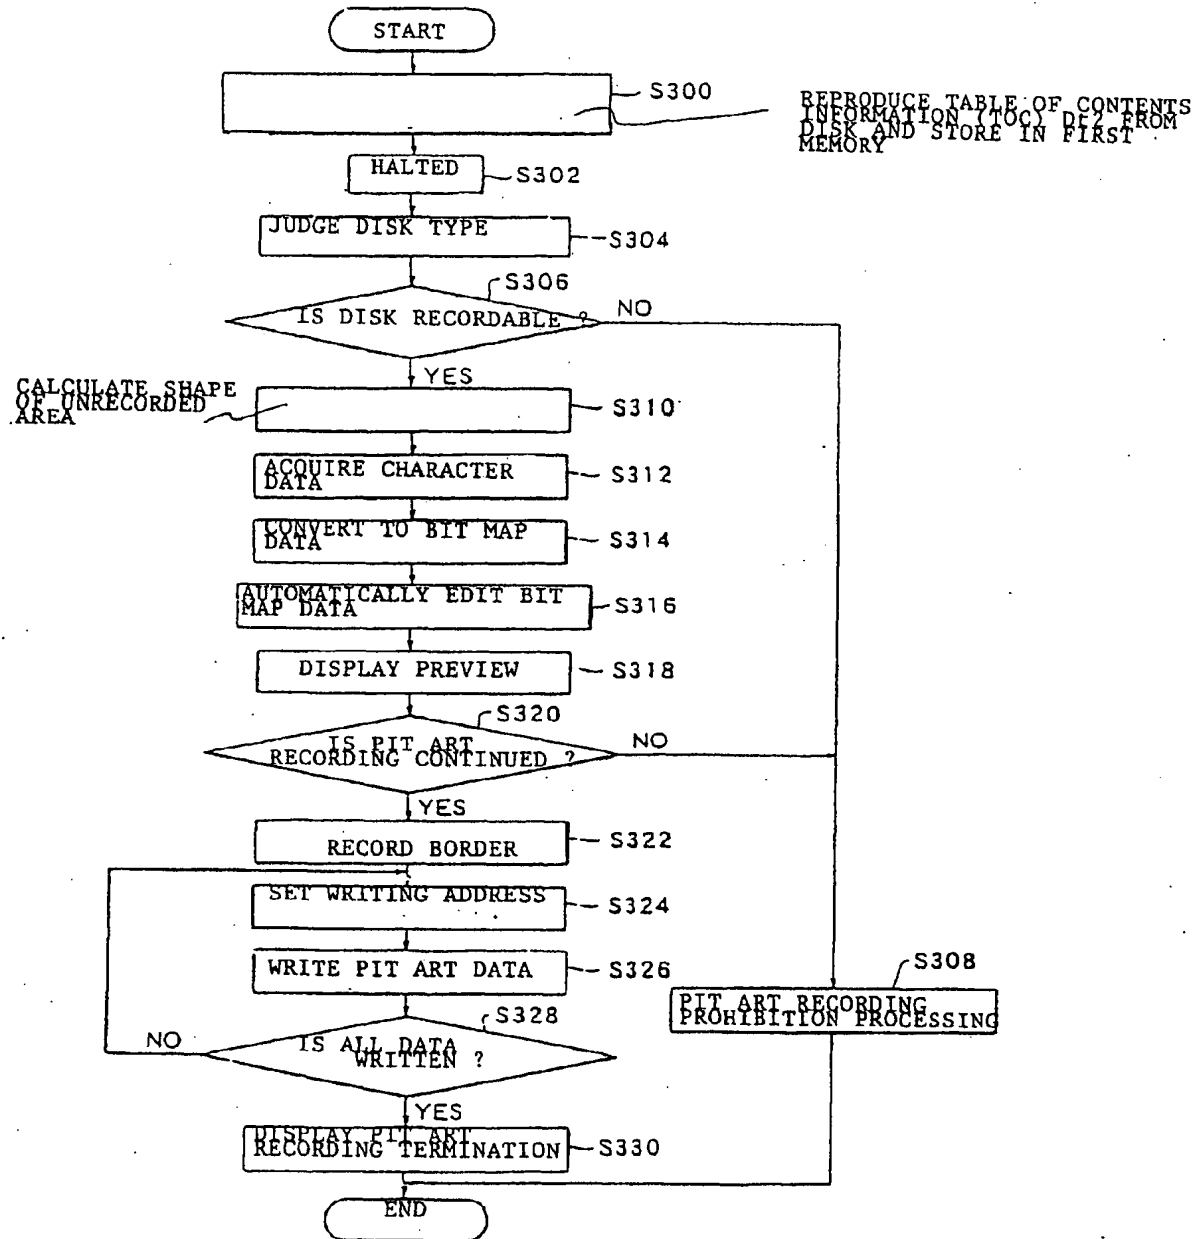 START
S300
REPRODUCE TABLE OF CONTENTS
INFORMATION (TOC) Dε2 FROM
DISK AND STORE IN FIRST
MEMORY
HALTED
S302
JUDGE DISK TYPE
S304
S306
IS DISK RECORDABLE ?
NO
YES
CALCULATE SHAPE
OF UNRECORDED
AREA
S310
ACQUIRE CHARACTER
DATA
S312
CONVERT TO BIT MAP
DATA
S314
AUTOMATICALLY EDIT BIT
MAP DATA
S316
DISPLAY PREVIEW
S318
S320
IS PIT ART
RECORDING CONTINUED ?
NO
YES
RECORD BORDER
S322
SET WRITING ADDRESS
S324
WRITE PIT ART DATA
S326
S308
PIT ART RECORDING
PROHIBITION PROCESSING
S328
IS ALL DATA
WRITTEN ?
NO
YES
DISPLAY PIT ART
RECORDING TERMINATION
S330
END